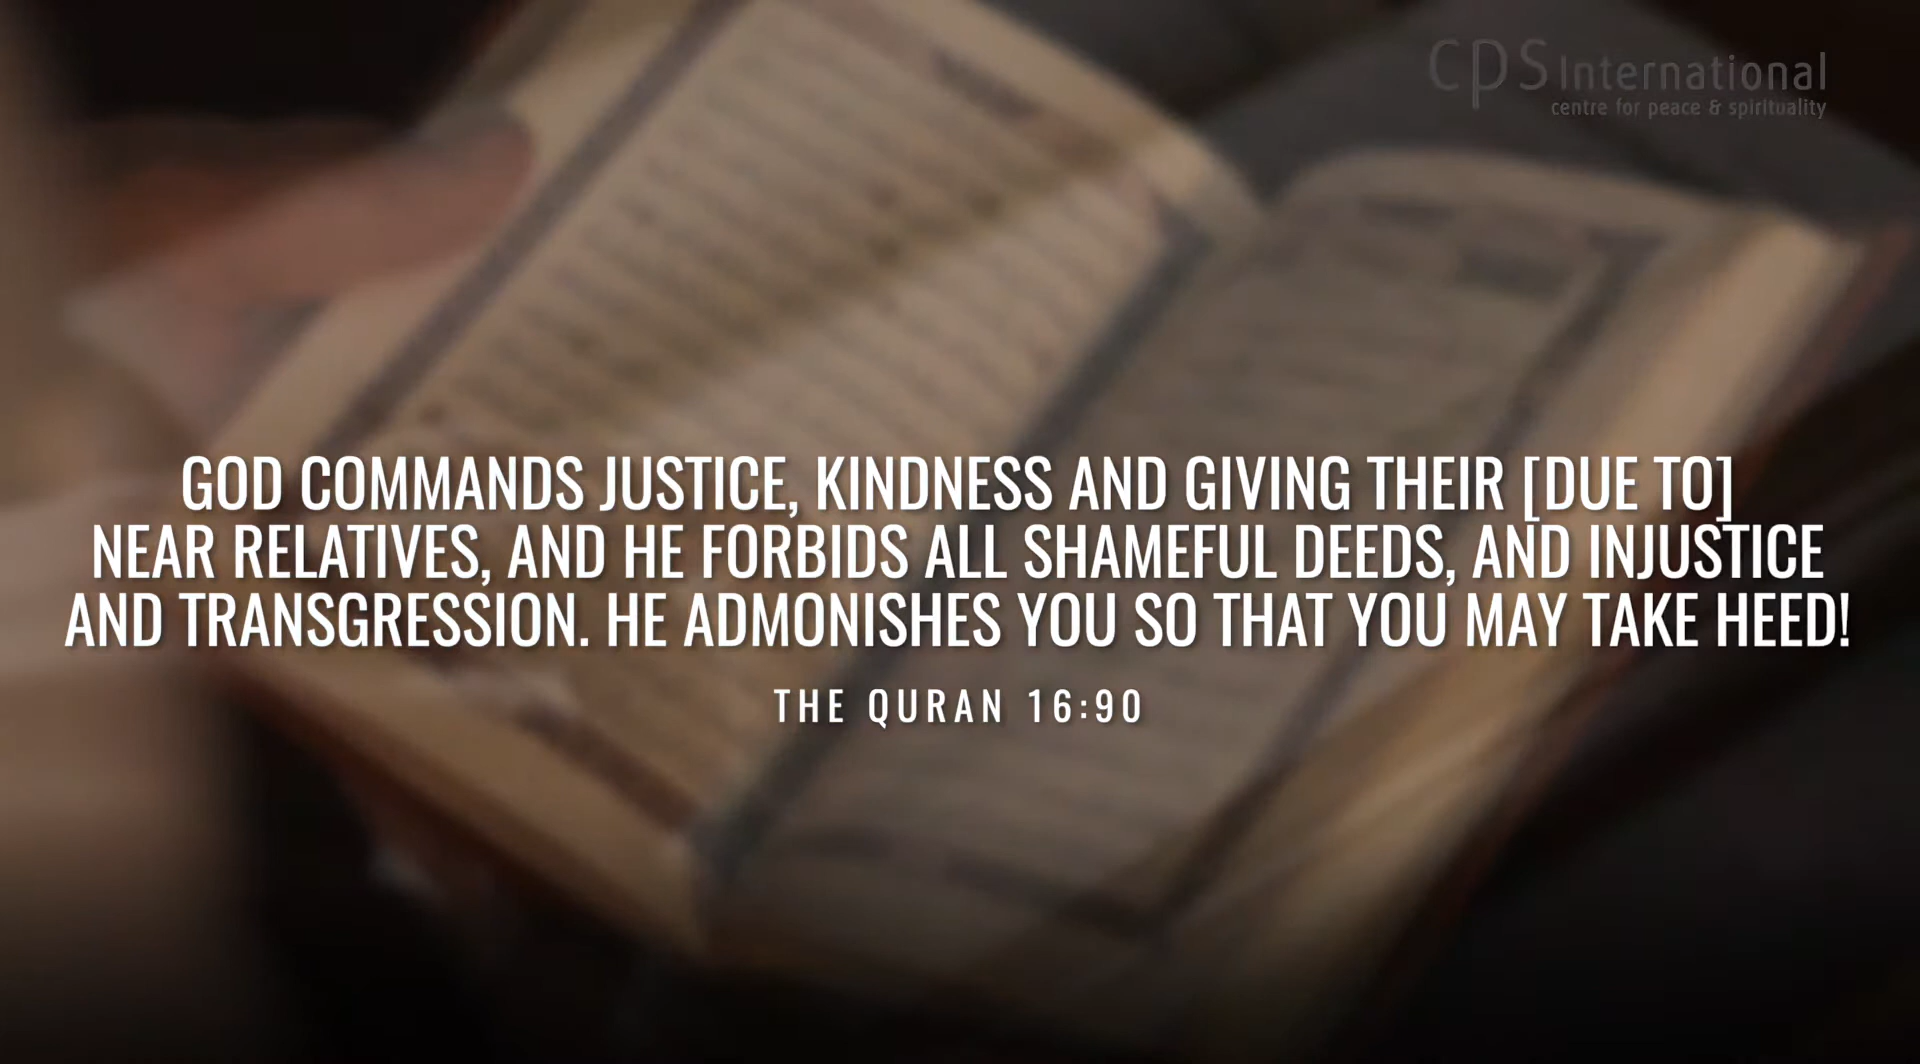 cps International
centre for peace & spirituality
GOD COMMANDS JUSTICE, KINDNESS AND GIVING THEIR [DUE TO]
NEAR RELATIVES, AND HE FORBIDS ALL SHAMEFUL DEEDS, AND INJUSTICE
AND TRANSGRESSION. HE ADMONISHES YOU SO THAT YOU MAY TAKE HEED!
THE QURAN 16:90